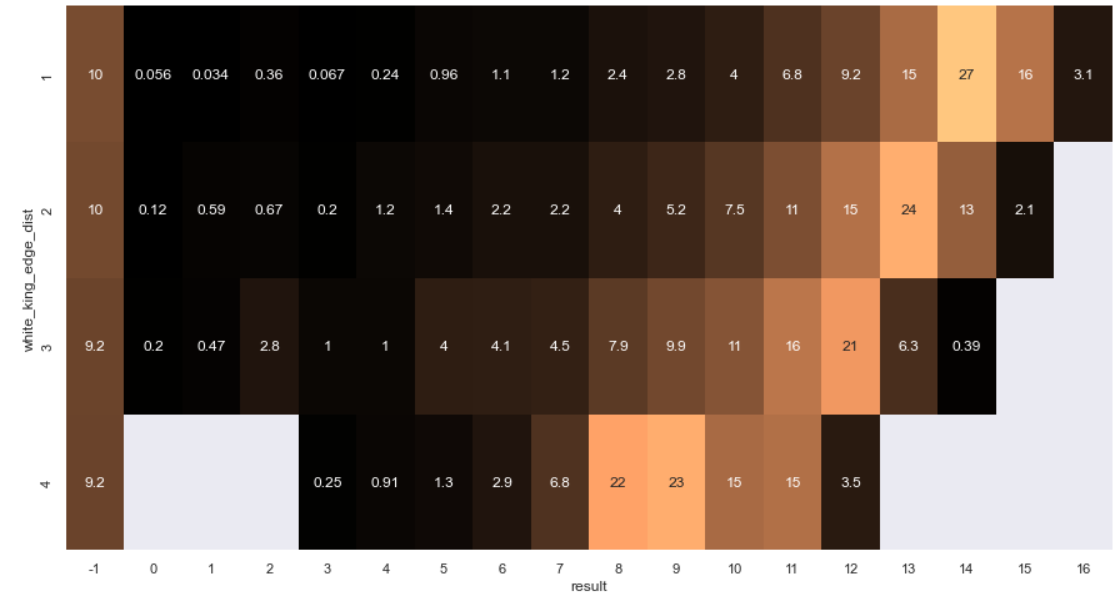 1 10 0.056 0.034 0.36 0.067 0.24 0.96 1.1 1.2 2.4 2.8 4 6.8 9.2 15 27 16 3.1
2 10 0.12 0.59 0.67 0.2 1.2 1.4 2.2 2.2 4 5.2 7.5 11 15 24 13 2.1
white_king_edge_dist
3 9.2 0.2 0.47 2.8 1 1 4 4.1 4.5 7.9 9.9 11 16 21 6.3 0.39
4 9.2 0.25 0.91 1.3 2.9 6.8 22 23 15 15 3.5
-1 0 1 2 3 4 5 6 7 8 9 10 11 12 13 14 15 16
result